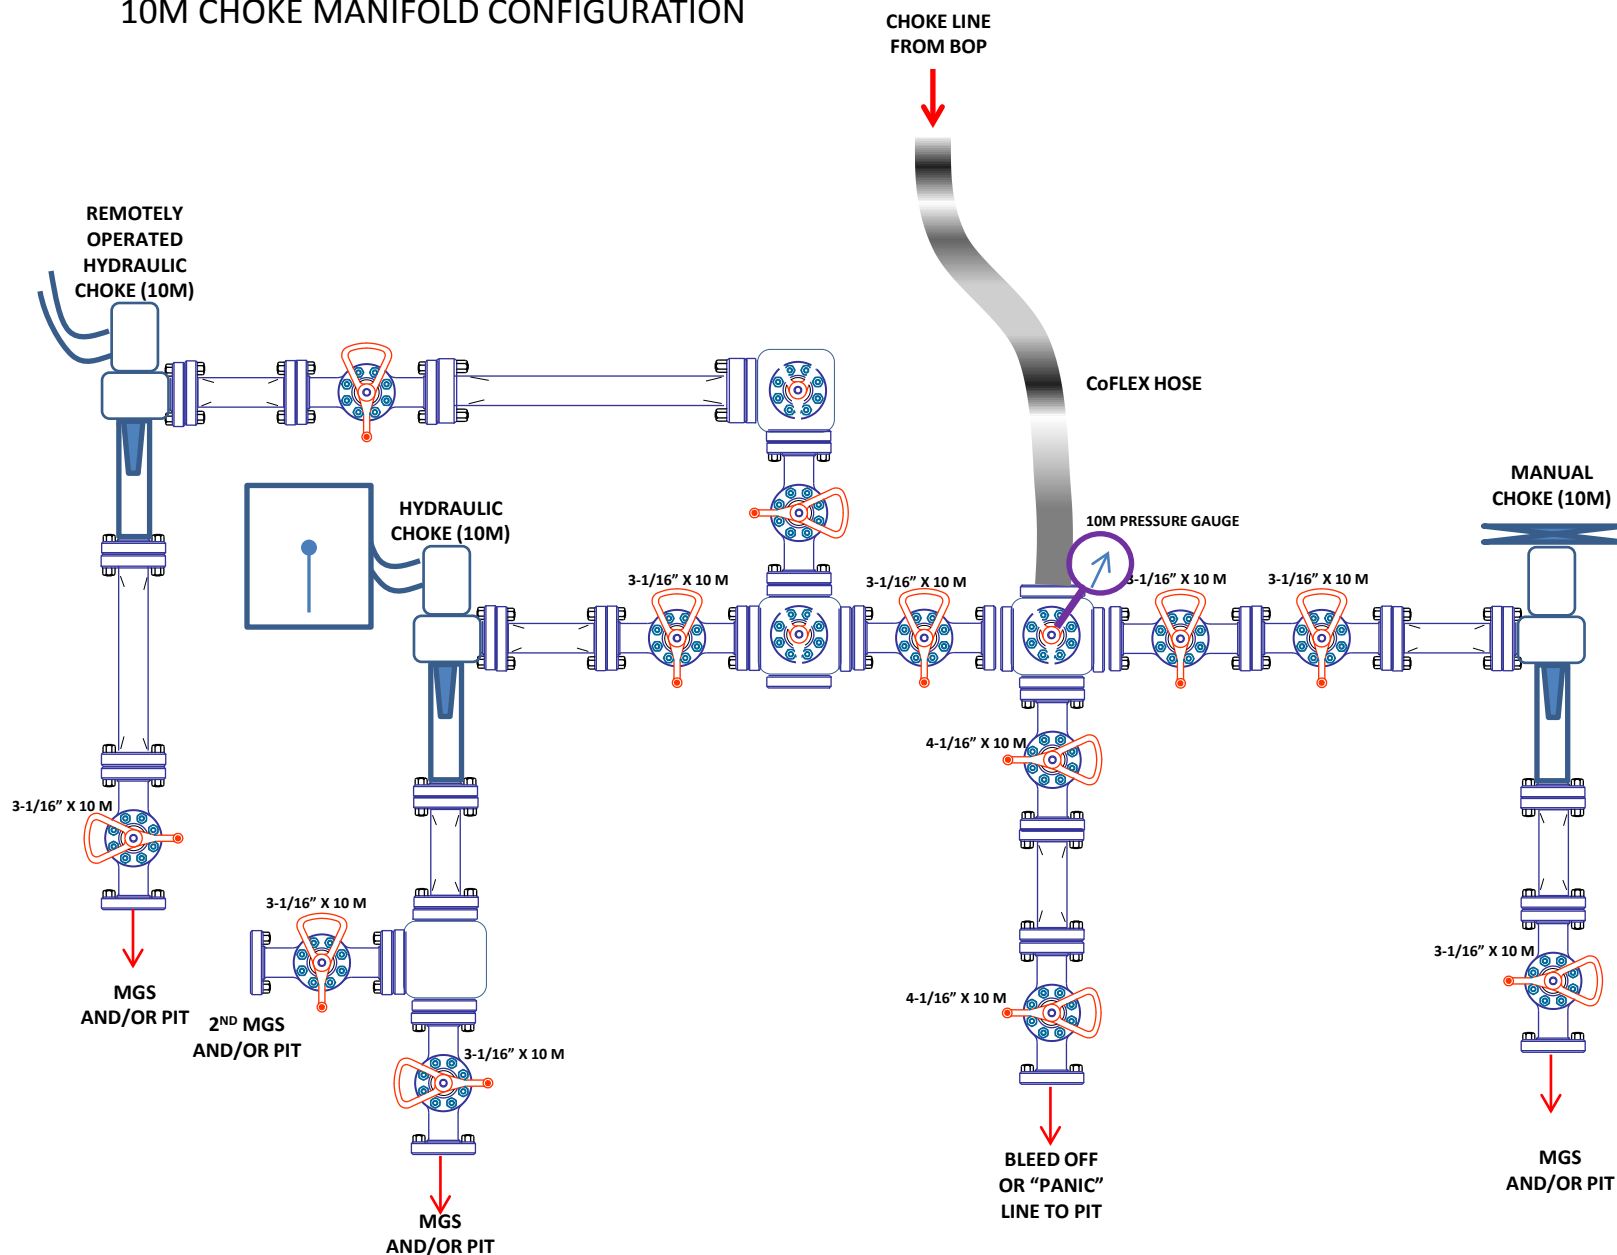 10M CHOKE MANIFOLD CONFIGURATION
CHOKE LINE
FROM BOP
REMOTELY
OPERATED
HYDRAULIC
CHOKE (10M)
CoFLEX HOSE
MANUAL
CHOKE (10M)
HYDRAULIC
CHOKE (10M)
10M PRESSURE GAUGE
3-1/16” X 10 M
3-1/16” X 10 M
3-1/16” X 10 M
3-1/16” X 10 M
4-1/16” X 10 M
3-1/16” X 10 M
3-1/16” X 10 M
3-1/16” X 10 M
4-1/16” X 10 M
MGS
AND/OR PIT
2ND MGS
AND/OR PIT
3-1/16” X 10 M
BLEED OFF
OR “PANIC”
LINE TO PIT
MGS
AND/OR PIT
MGS
AND/OR PIT